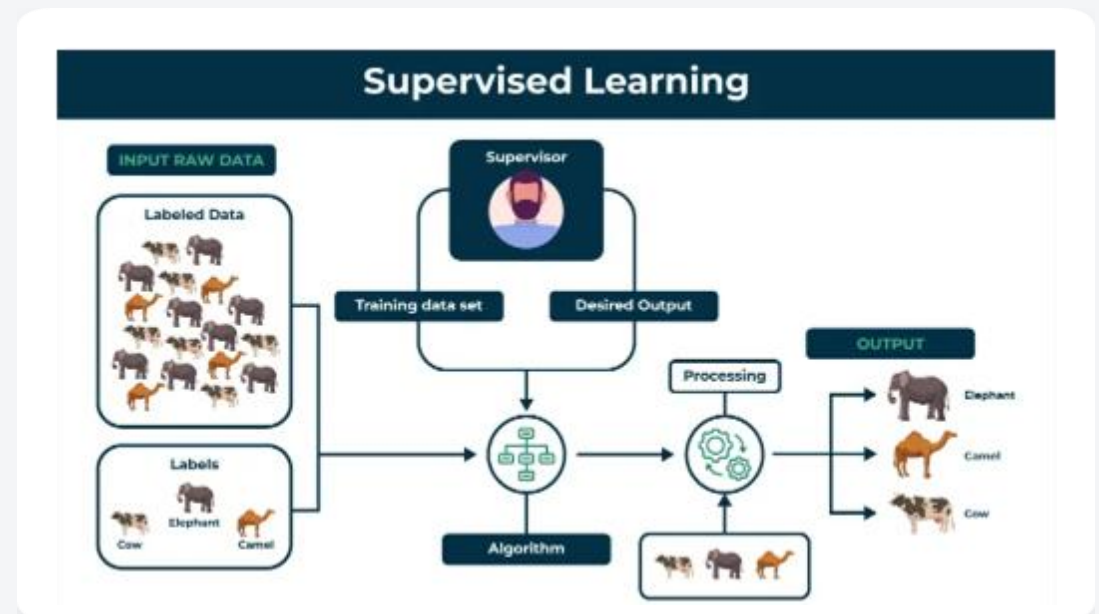 Supervised Learning
INPUT RAW DATA
Labeled Data
Labels
Elephant
Cow
Camel
Supervisor
Training data set
Desired Output
Algorithm
Processing
OUTPUT
Elephant
Camel
Cow